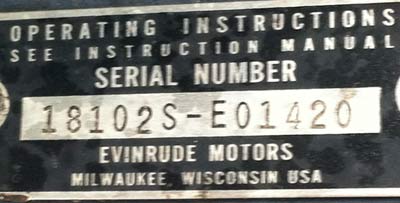 OPERATING INSTRUCTIONS
SEE INSTRUCTION MANUAL
SERIAL NUMBER
18102S-E01420
EVINRUDE MOTORS
MILWAUKEE, WISCONSIN USA